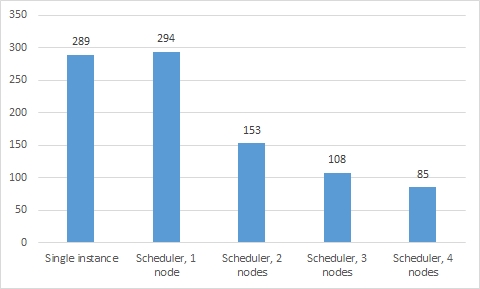 350
300
250
200
150
100
50
0
289
294
153
108
85
Single instance
Scheduler, 1
node
Scheduler, 2
nodes
Scheduler, 3
nodes
Scheduler, 4
nodes